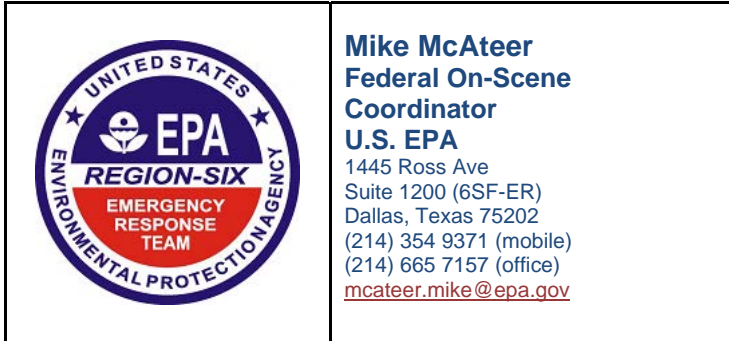 UNITED STATES
ENVIRONMENTAL PROTECTION AGENCY
EPA
REGION-SIX
EMERGENCY
RESPONSE
TEAM
Mike McAteer
Federal On-Scene
Coordinator
U.S. EPA
1445 Ross Ave
Suite 1200 (6SF-ER)
Dallas, Texas 75202
(214) 354 9371 (mobile)
(214) 665 7157 (office)
mcateer.mike@epa.gov